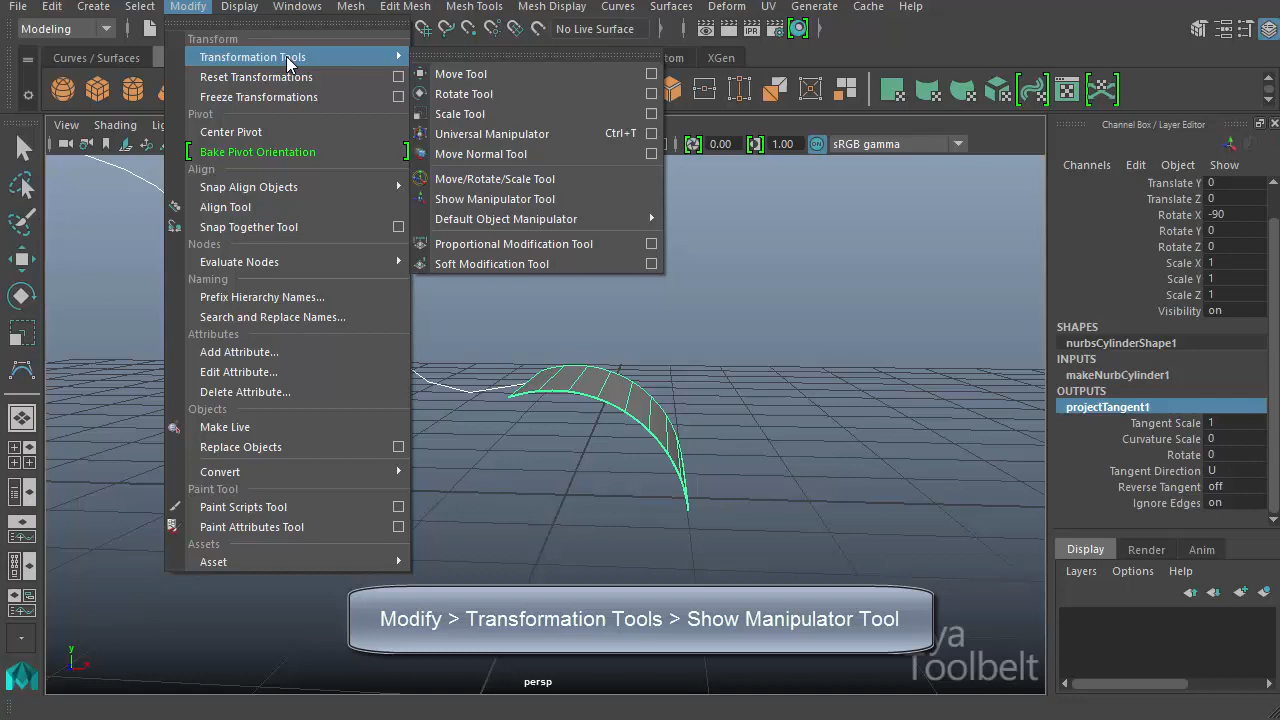 File Edit Create Select Modify Display Windows Mesh Edit Mesh Mesh Tools Mesh Display Curves Surfaces Deform UV Generate Cache Help
Modeling
No Live Surface
IPR
Curves / Surfaces
tom
XGen
Transform
Transformation Tools
Reset Transformations
Freeze Transformations
Pivot
Center Pivot
Bake Pivot Orientation
Align
Snap Align Objects
Align Tool
Snap Together Tool
Nodes
Evaluate Nodes
Naming
Prefix Hierarchy Names...
Search and Replace Names...
Attributes
Add Attribute...
Edit Attribute...
Delete Attribute...
Objects
Make Live
Replace Objects
Convert
Paint Tool
Paint Scripts Tool
Paint Attributes Tool
Assets
Asset
Move Tool
Rotate Tool
Scale Tool
Universal Manipulator Ctrl+T
Move Normal Tool
Move/Rotate/Scale Tool
Show Manipulator Tool
Default Object Manipulator
Proportional Modification Tool
Soft Modification Tool
View Shading Li
0.00 1.00 ON sRGB gamma
Channel Box / Layer Editor
Channels Edit Object Show
Translate Y 0
Translate Z 0
Rotate X -90
Rotate Y 0
Rotate Z 0
Scale X 1
Scale Y 1
Scale Z 1
Visibility on
SHAPES
nurbsCylinderShape1
INPUTS
makeNurbCylinder1
OUTPUTS
projectTangent1
Tangent Scale 1
Curvature Scale 0
Rotate 0
Tangent Direction U
Reverse Tangent off
Ignore Edges on
Display Render Anim
Layers Options Help
Modify > Transformation Tools > Show Manipulator Tool
ya
Toolbelt
y
persp